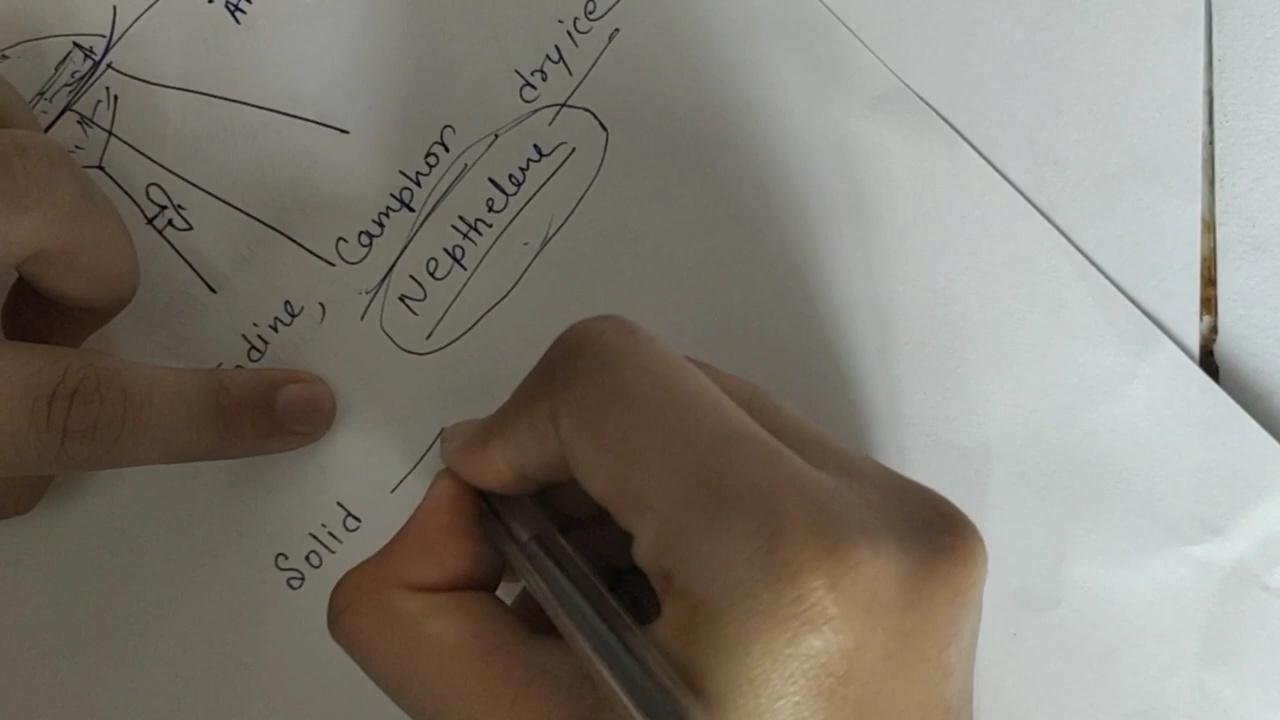 dry ice
Camphor
Nepthelene
dine,
Solid